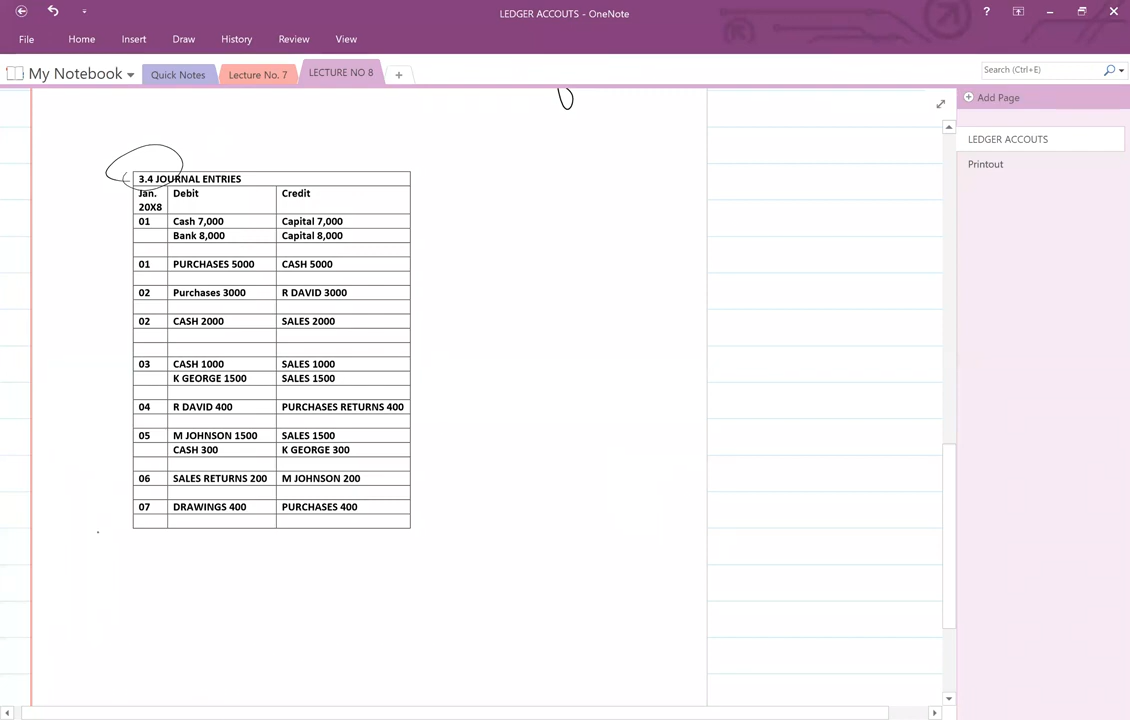 LEDGER ACCOUTS - OneNote
?
File Home Insert Draw History Review View
My Notebook Quick Notes Lecture No. 7 LECTURE NO 8 +
Search (Ctrl+E)
Add Page
LEDGER ACCOUTS
Printout
3.4 JOURNAL ENTRIES
Jan. 20X8 Debit Credit
01 Cash 7,000 Capital 7,000
Bank 8,000 Capital 8,000
01 PURCHASES 5000 CASH 5000
02 Purchases 3000 R DAVID 3000
02 CASH 2000 SALES 2000
03 CASH 1000 SALES 1000
K GEORGE 1500 SALES 1500
04 R DAVID 400 PURCHASES RETURNS 400
05 M JOHNSON 1500 SALES 1500
CASH 300 K GEORGE 300
06 SALES RETURNS 200 M JOHNSON 200
07 DRAWINGS 400 PURCHASES 400